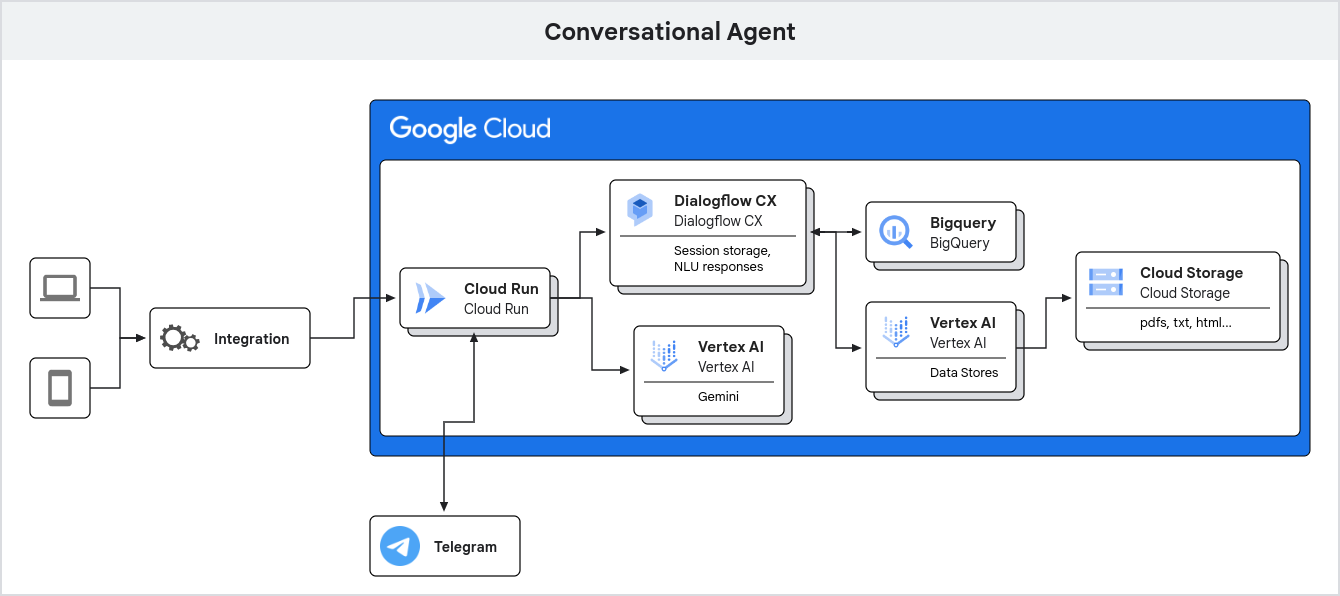 Conversational Agent
Google Cloud
Dialogflow CX
Dialogflow CX
Session storage,
NLU responses
Bigquery
BigQuery
Cloud Storage
Cloud Storage
pdfs, txt, html...
Cloud Run
Cloud Run
Vertex AI
Vertex AI
Data Stores
Integration
Vertex AI
Vertex AI
Gemini
Telegram